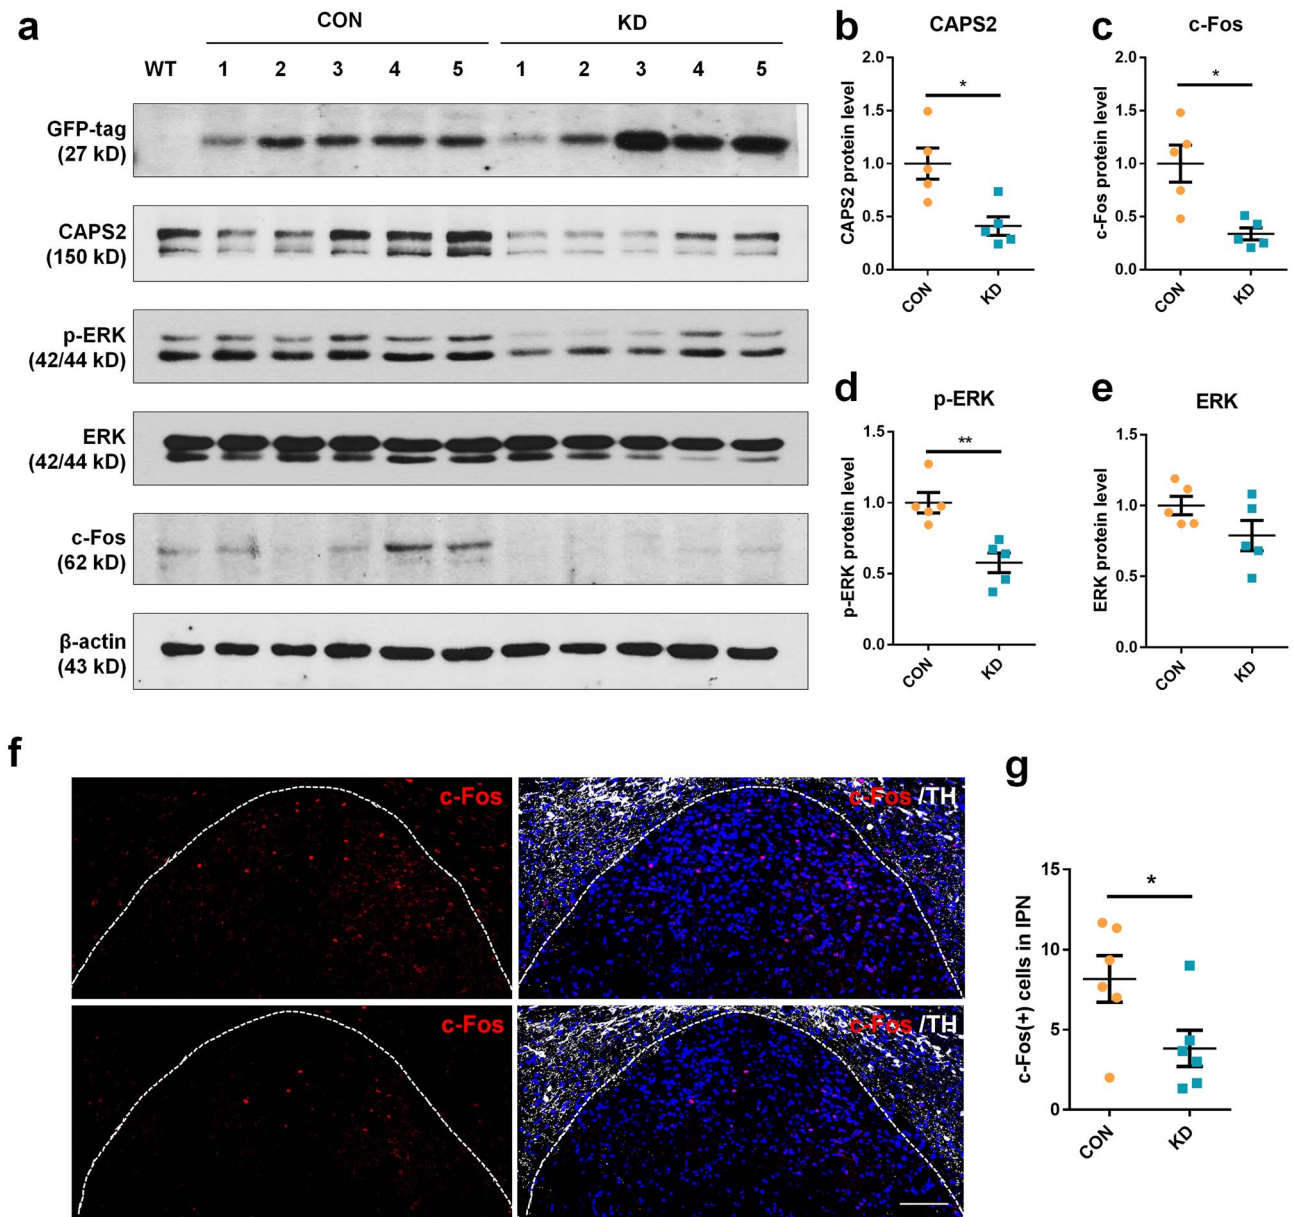 a
CON
KD
WT
1
2
3
4
5
1
2
3
4
5
GFP-tag
(27 kD)
CAPS2
(150 kD)
p-ERK
(42/44 kD)
ERK
(42/44 kD)
c-Fos
(62 kD)
β-actin
(43 kD)
b
CAPS2
CAPS2 protein level
2.0
1.5
1.0
0.5
0.0
*
CON
KD
c
c-Fos
c-Fos protein level
2.0
1.5
1.0
0.5
0.0
*
CON
KD
d
p-ERK
p-ERK protein level
1.5
1.0
0.5
0.0
**
CON
KD
e
ERK
ERK protein level
1.5
1.0
0.5
0.0
CON
KD
f
c-Fos
c-Fos /TH
c-Fos
c-Fos /TH
g
c-Fos(+) cells in IPN
15
10
5
0
*
CON
KD